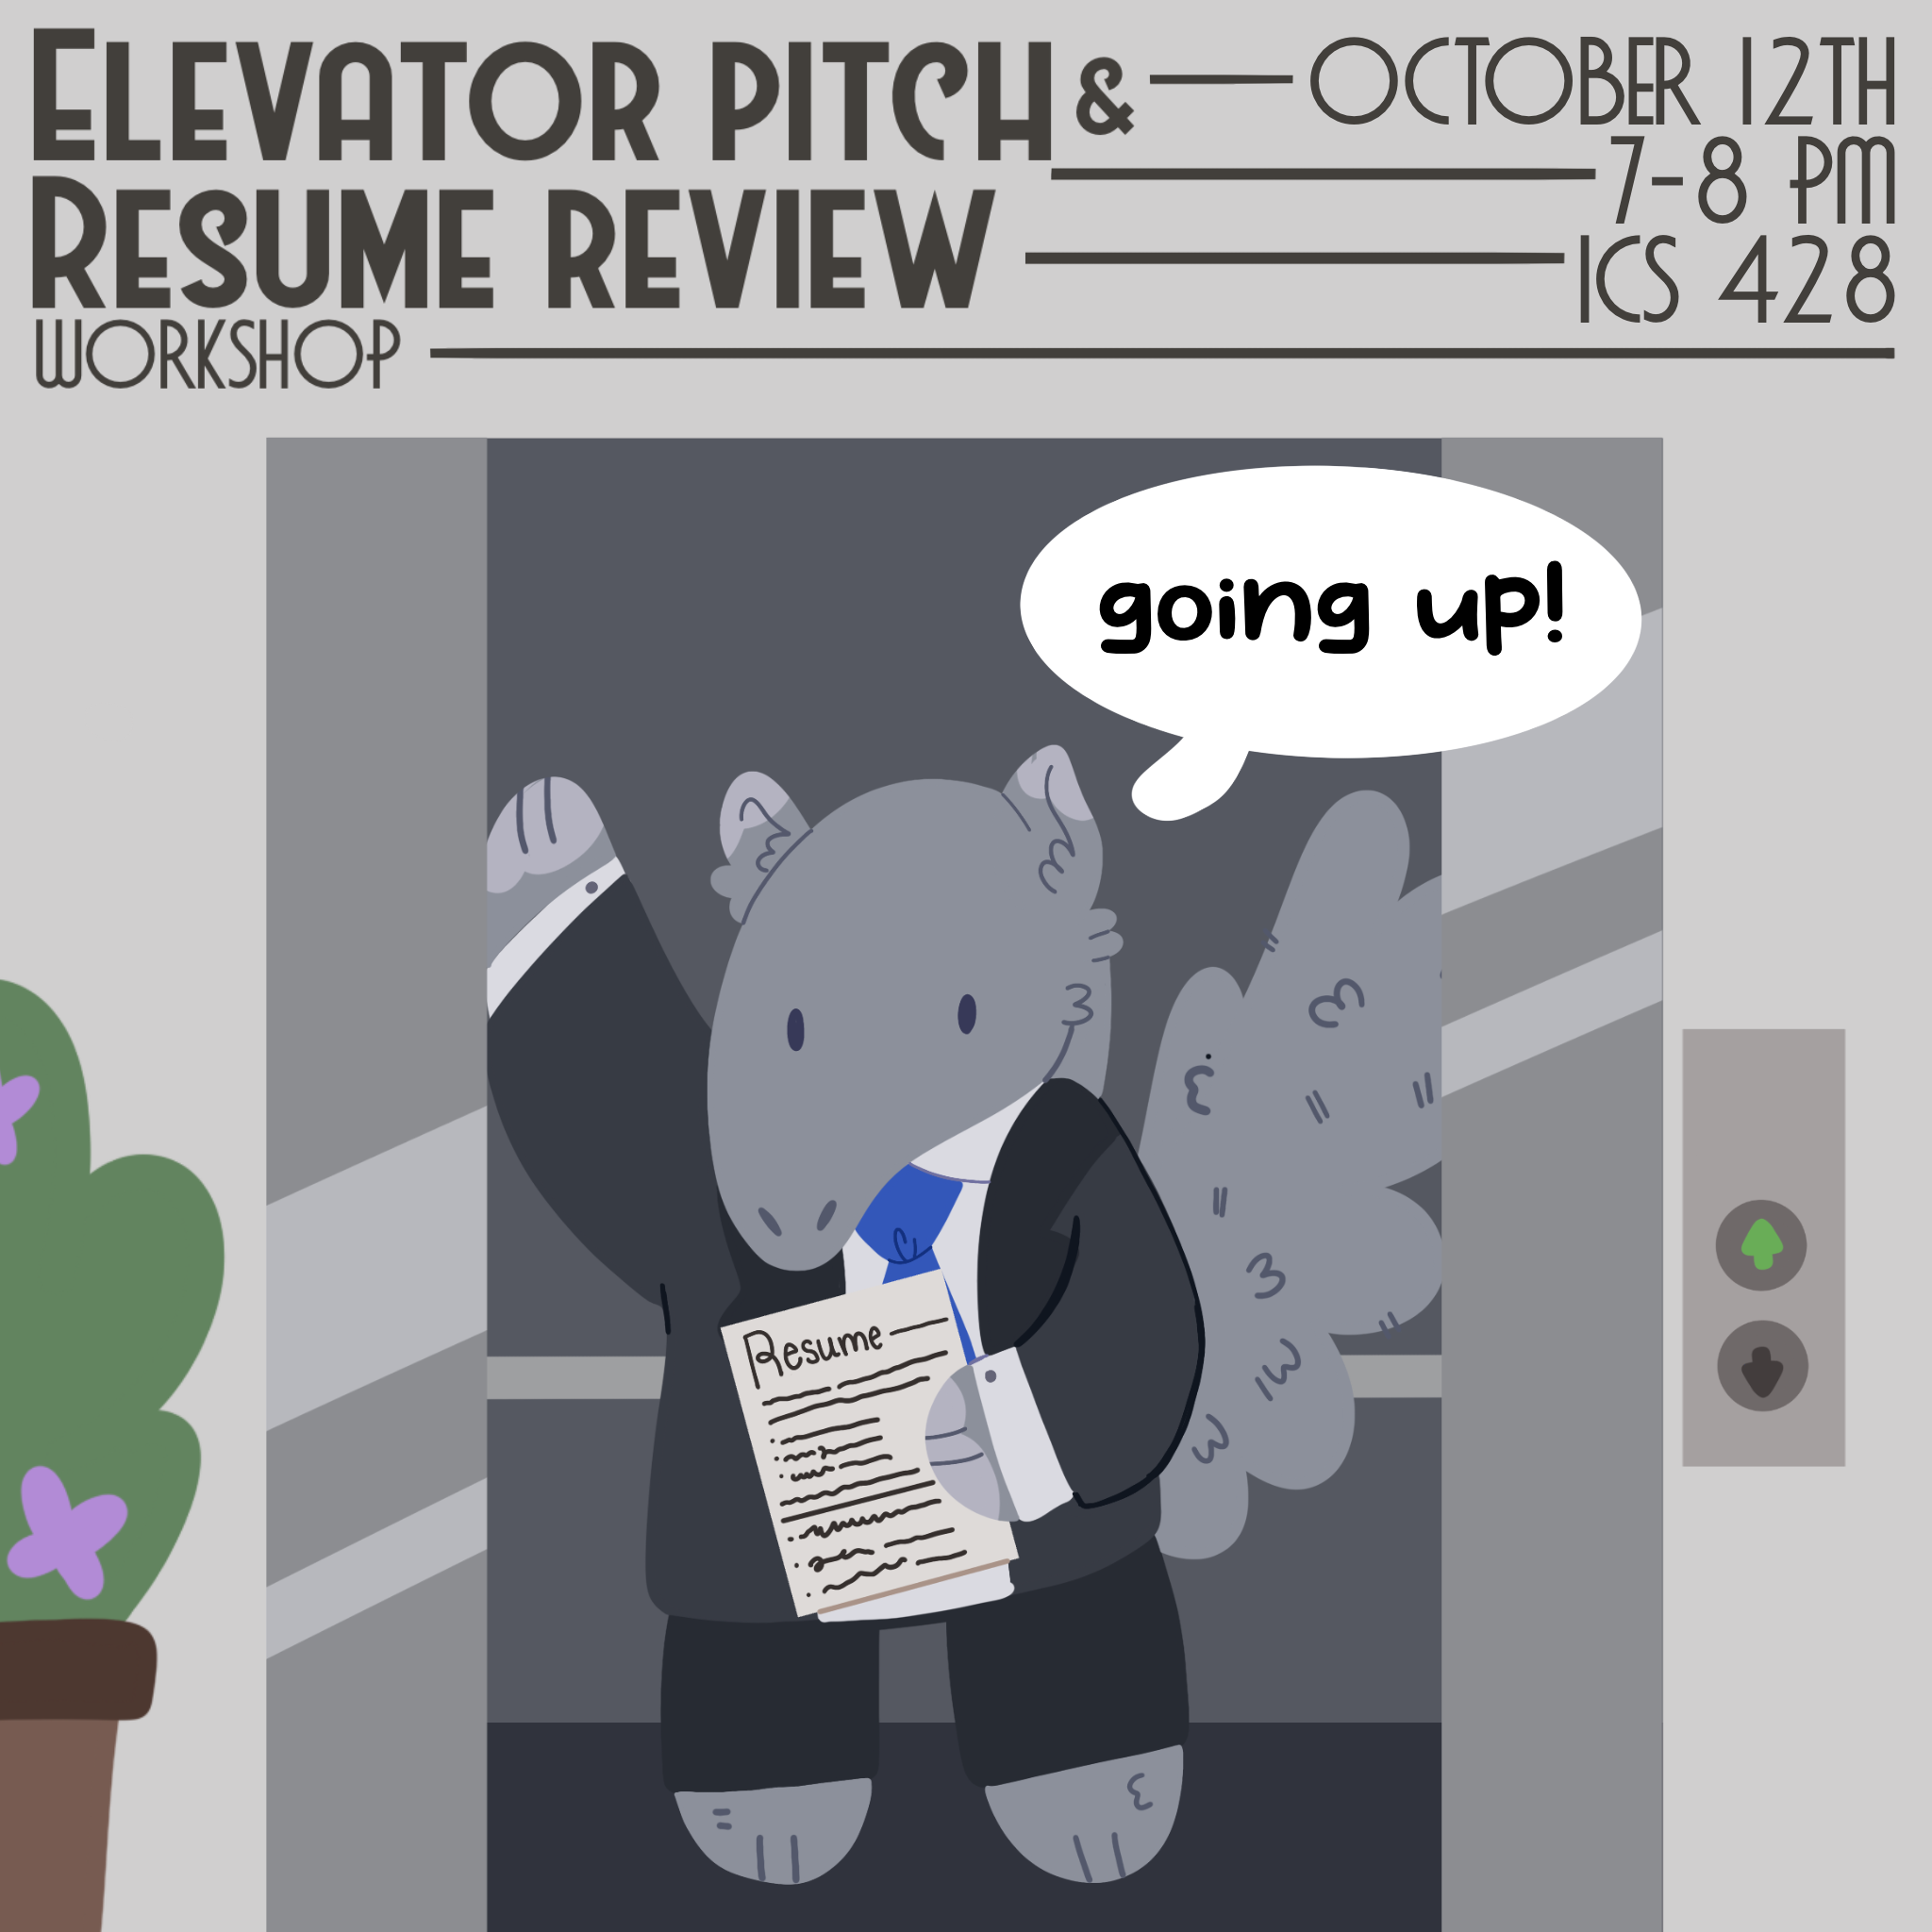 Elevator Pitch &
Resume Review
Workshop
October 12th
7-8 PM
ICS 428
going up!
Resume